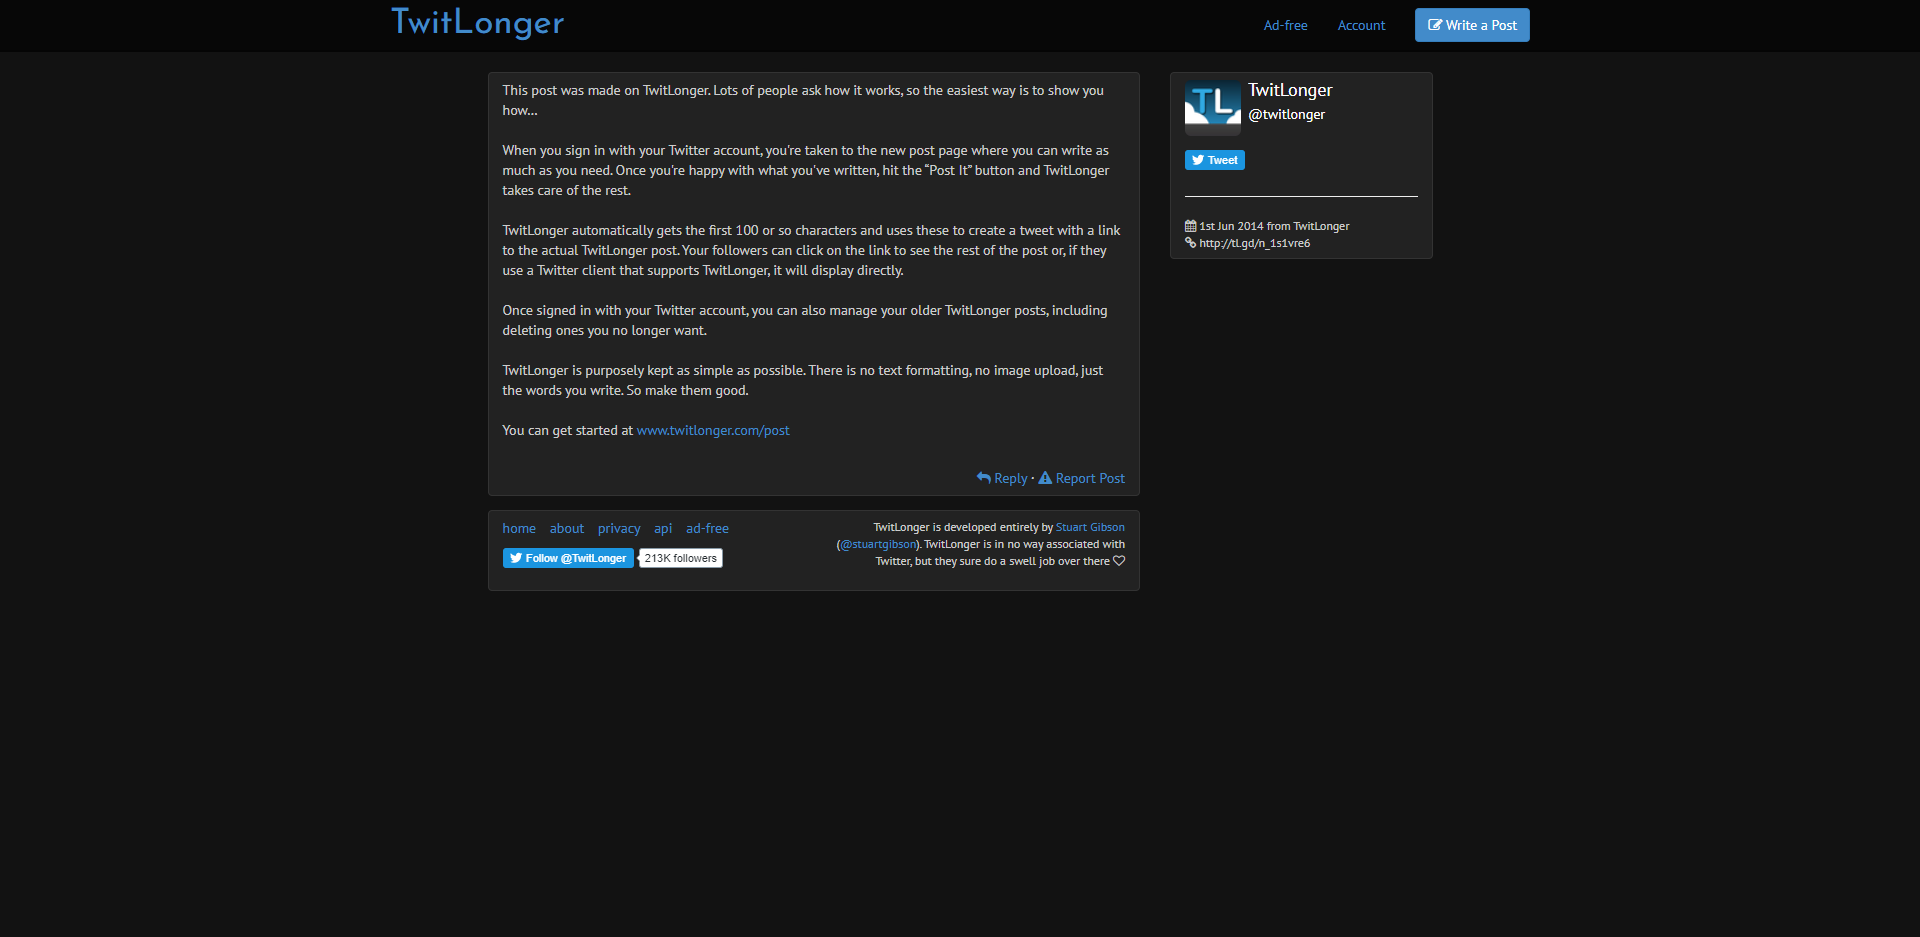 TwitLonger
Ad-free
Account
Write a Post
This post was made on TwitLonger. Lots of people ask how it works, so the easiest way is to show you
how...
When you sign in with your Twitter account, you're taken to the new post page where you can write as
much as you need. Once you're happy with what you've written, hit the “Post It” button and TwitLonger
takes care of the rest.
TwitLonger automatically gets the first 100 or so characters and uses these to create a tweet with a link
to the actual TwitLonger post. Your followers can click on the link to see the rest of the post or, if they
use a Twitter client that supports TwitLonger, it will display directly.
Once signed in with your Twitter account, you can also manage your older TwitLonger posts, including
deleting ones you no longer want.
TwitLonger is purposely kept as simple as possible. There is no text formatting, no image upload, just
the words you write. So make them good.
You can get started at www.twitlonger.com/post
Reply · Report Post
TL
TwitLonger
@twitlonger
Tweet
1st Jun 2014 from TwitLonger
http://tl.gd/n_1s1vre6
home about privacy api ad-free
Follow @TwitLonger 213K followers
TwitLonger is developed entirely by Stuart Gibson
(@stuartgibson). TwitLonger is in no way associated with
Twitter, but they sure do a swell job over there